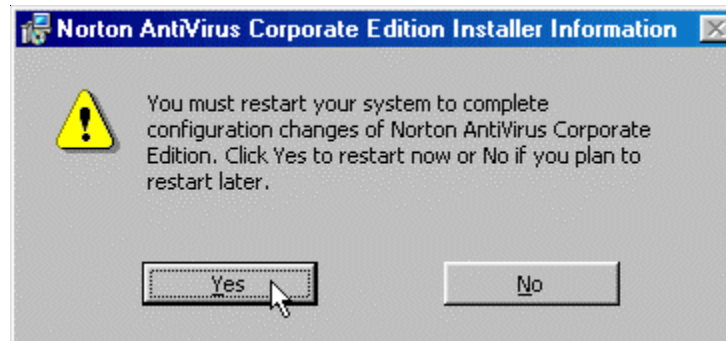 Norton AntiVirus Corporate Edition Installer Information
You must restart your system to complete
configuration changes of Norton AntiVirus Corporate
Edition. Click Yes to restart now or No if you plan to
restart later.
Yes No